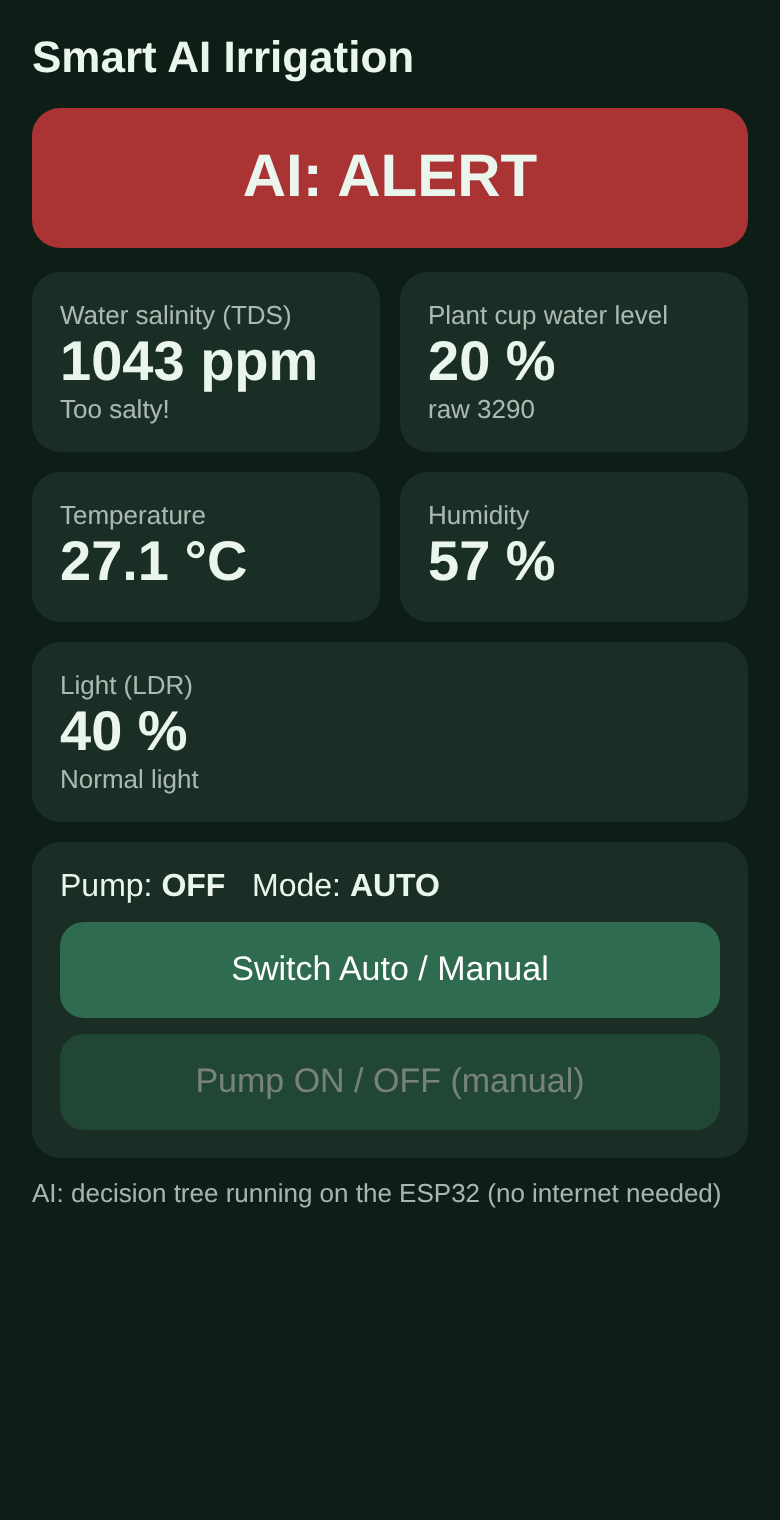 Smart AI Irrigation
AI: ALERT
Water salinity (TDS)
1043 ppm
Too salty!
Plant cup water level
20 %
raw 3290
Temperature
27.1 °C
Humidity
57 %
Light (LDR)
40 %
Normal light
Pump: OFF Mode: AUTO
Switch Auto / Manual
Pump ON / OFF (manual)
AI: decision tree running on the ESP32 (no internet needed)